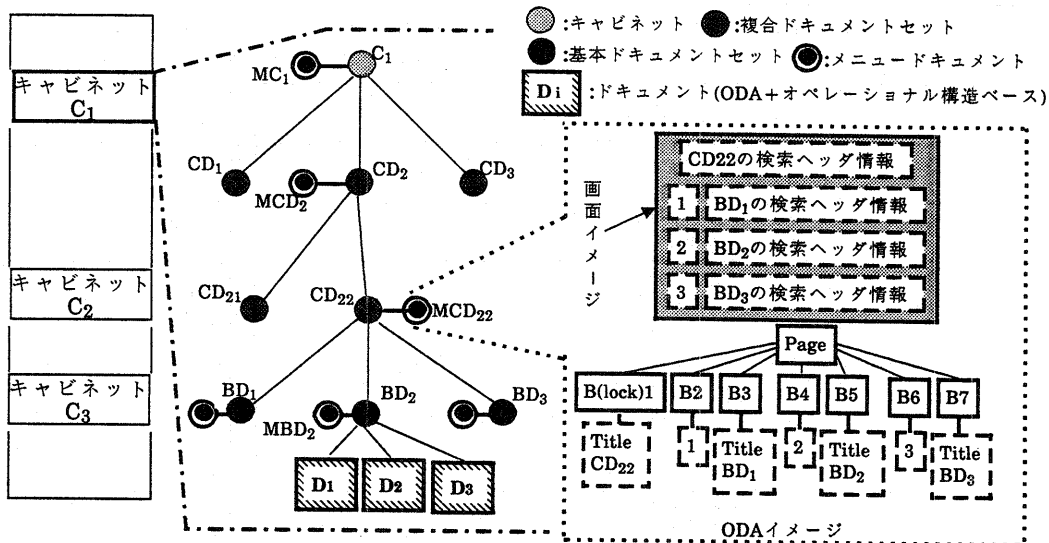 :キャビネット :複合ドキュメントセット
:基本ドキュメントセット :メニュードキュメント
Di :ドキュメント(ODA+オペレーショナル構造ベース)
キャビネット
C1
キャビネット
C2
キャビネット
C3
MC1
C1
CD1
MCD2
CD2
CD3
CD21
CD22
MCD22
BD1
MBD2
BD2
BD3
D1
D2
D3
画面イメージ
CD22の検索ヘッダ情報
1 BD1の検索ヘッダ情報
2 BD2の検索ヘッダ情報
3 BD3の検索ヘッダ情報
Page
B(lock)1 B2 B3 B4 B5 B6 B7
Title
CD22
1
Title
BD1
2
Title
BD2
3
Title
BD3
ODAイメージ